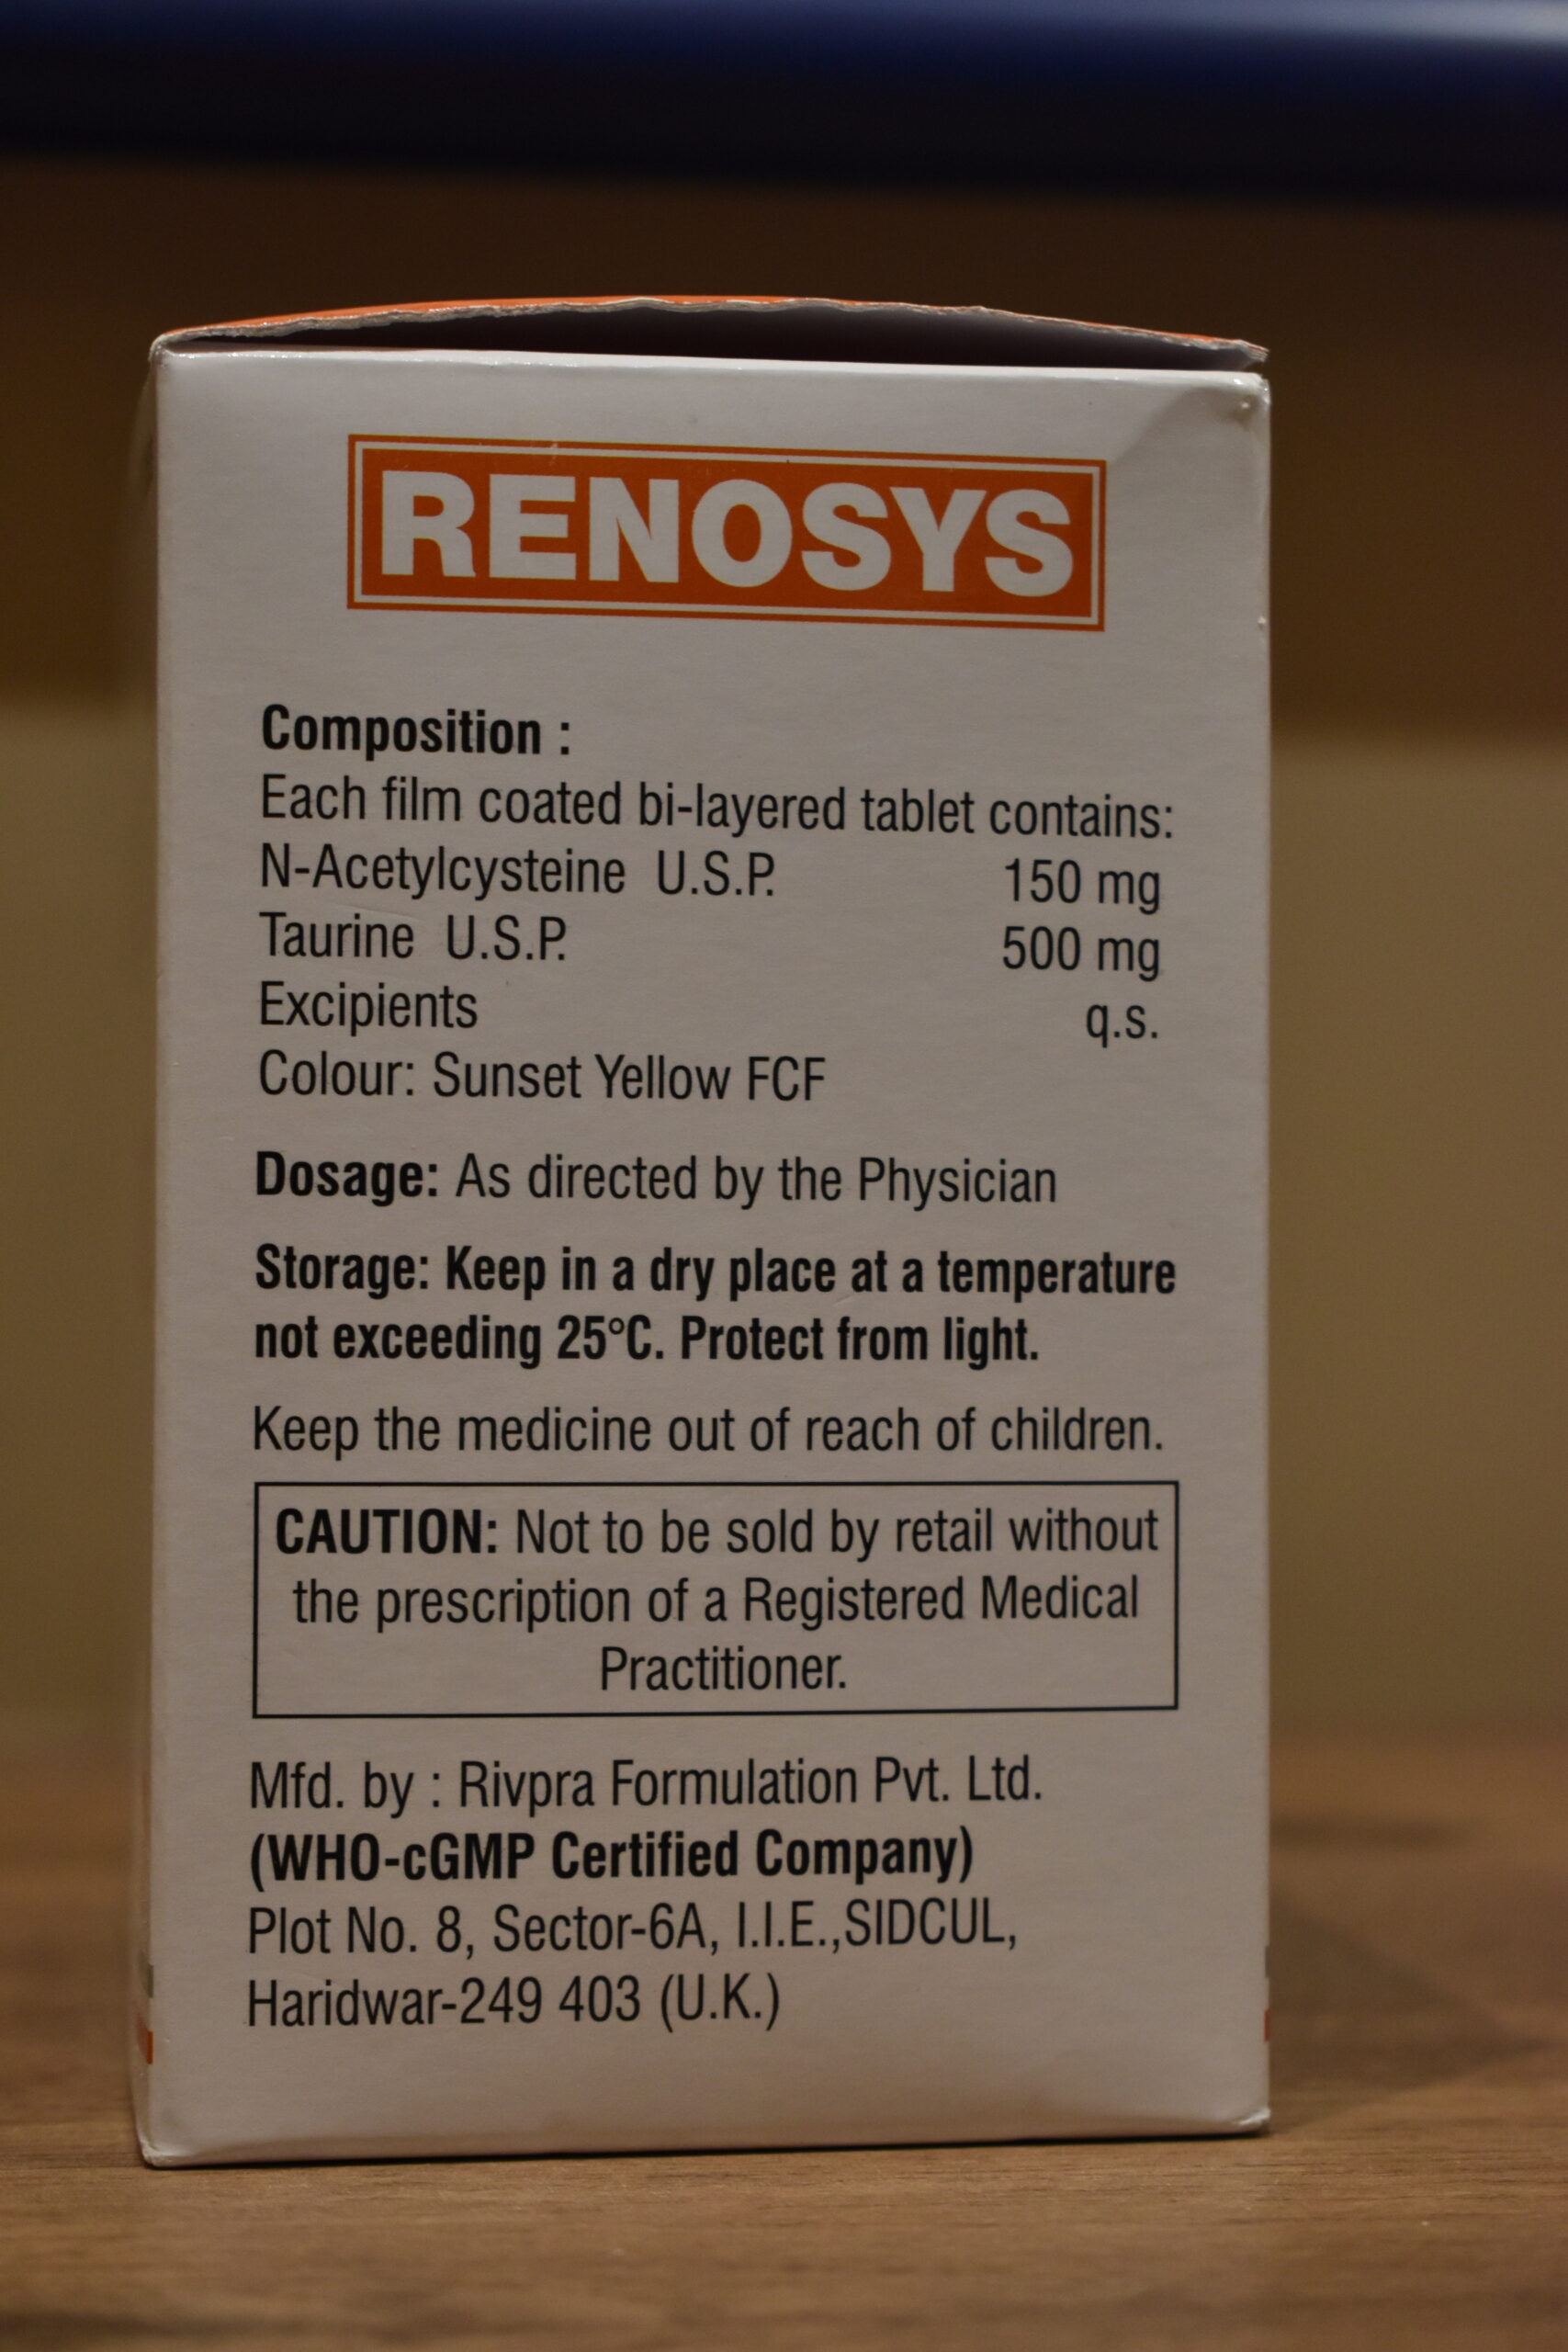 RENOSYS
Composition :
Each film coated bi-layered tablet contains:
N-Acetylcysteine U.S.P. 150 mg
Taurine U.S.P. 500 mg
Excipients q.s.
Colour: Sunset Yellow FCF
Dosage: As directed by the Physician
Storage: Keep in a dry place at a temperature
not exceeding 25°C. Protect from light.
Keep the medicine out of reach of children.
CAUTION: Not to be sold by retail without
the prescription of a Registered Medical
Practitioner.
Mfd. by : Rivpra Formulation Pvt. Ltd.
(WHO-cGMP Certified Company)
Plot No. 8, Sector-6A, I.I.E.,SIDCUL,
Haridwar-249 403 (U.K.)